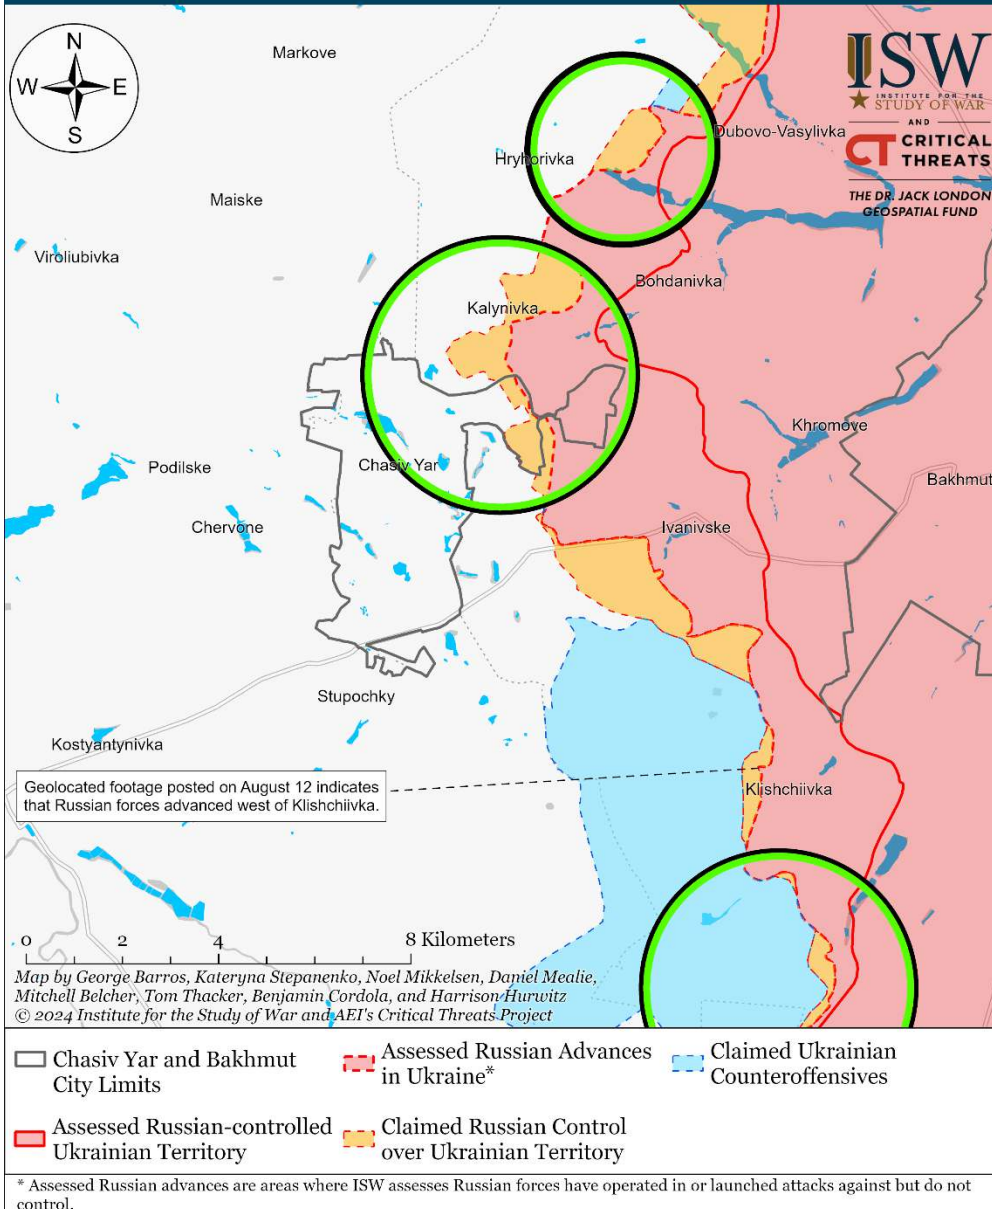 N
W E
S
Markove
ISW
INSTITUTE FOR THE
STUDY OF WAR
AND
CT CRITICAL
THREATS
THE DR. JACK LONDON
GEOSPATIAL FUND
Dubovo-Vasylivka
Hryhorivka
Maiske
Viroliubivka
Bohdanivka
Kalynivka
Khromove
Podilske
Chasiv Yar
Bakhmut
Chervone
Ivanivske
Stupochky
Kostyantynivka
Geolocated footage posted on August 12 indicates
that Russian forces advanced west of Klishchiivka.
Klishchiivka
0 2 4 8 Kilometers
Map by George Barros, Kateryna Stepanenko, Noel Mikkelsen, Daniel Mealie,
Mitchell Belcher, Tom Thacker, Benjamin Cordola, and Harrison Hurwitz
© 2024 Institute for the Study of War and AEI's Critical Threats Project
Chasiv Yar and Bakhmut
City Limits
Assessed Russian Advances
in Ukraine*
Claimed Ukrainian
Counteroffensives
Assessed Russian-controlled
Ukrainian Territory
Claimed Russian Control
over Ukrainian Territory
* Assessed Russian advances are areas where ISW assesses Russian forces have operated in or launched attacks against but do not
control.